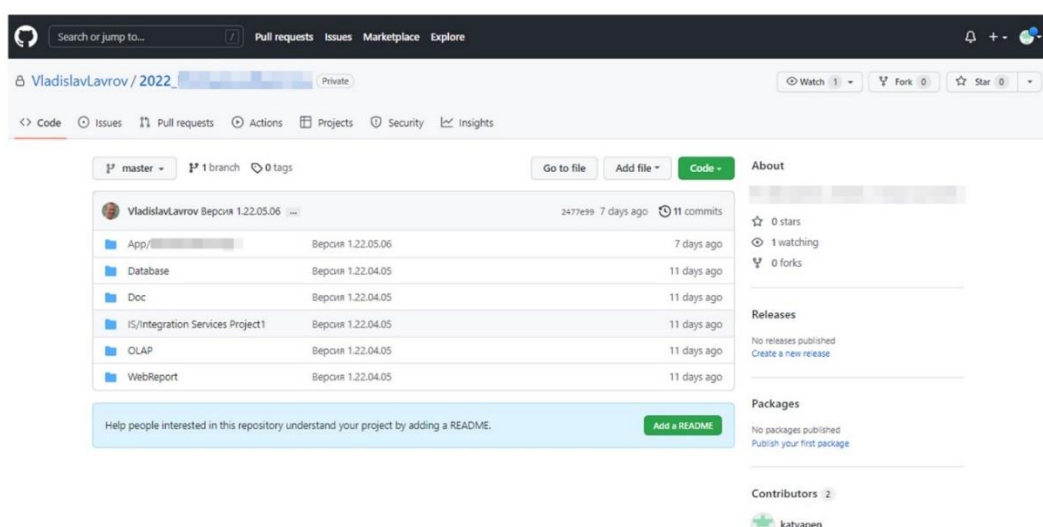 Search or jump to... / Pull requests Issues Marketplace Explore
VladislavLavrov / 2022_ Private Watch 1 Fork 0 Star 0
Code Issues Pull requests Actions Projects Security Insights
master 1 branch 0 tags Go to file Add file Code
VladislavLavrov Версия 1.22.05.06 ... 2477e99 7 days ago 11 commits
App/ Версия 1.22.05.06 7 days ago
Database Версия 1.22.04.05 11 days ago
Doc Версия 1.22.04.05 11 days ago
IS/Integration Services Project1 Версия 1.22.04.05 11 days ago
OLAP Версия 1.22.04.05 11 days ago
WebReport Версия 1.22.04.05 11 days ago
Help people interested in this repository understand your project by adding a README. Add a README
About
0 stars
1 watching
0 forks
Releases
No releases published
Create a new release
Packages
No packages published
Publish your first package
Contributors 2
katyapen